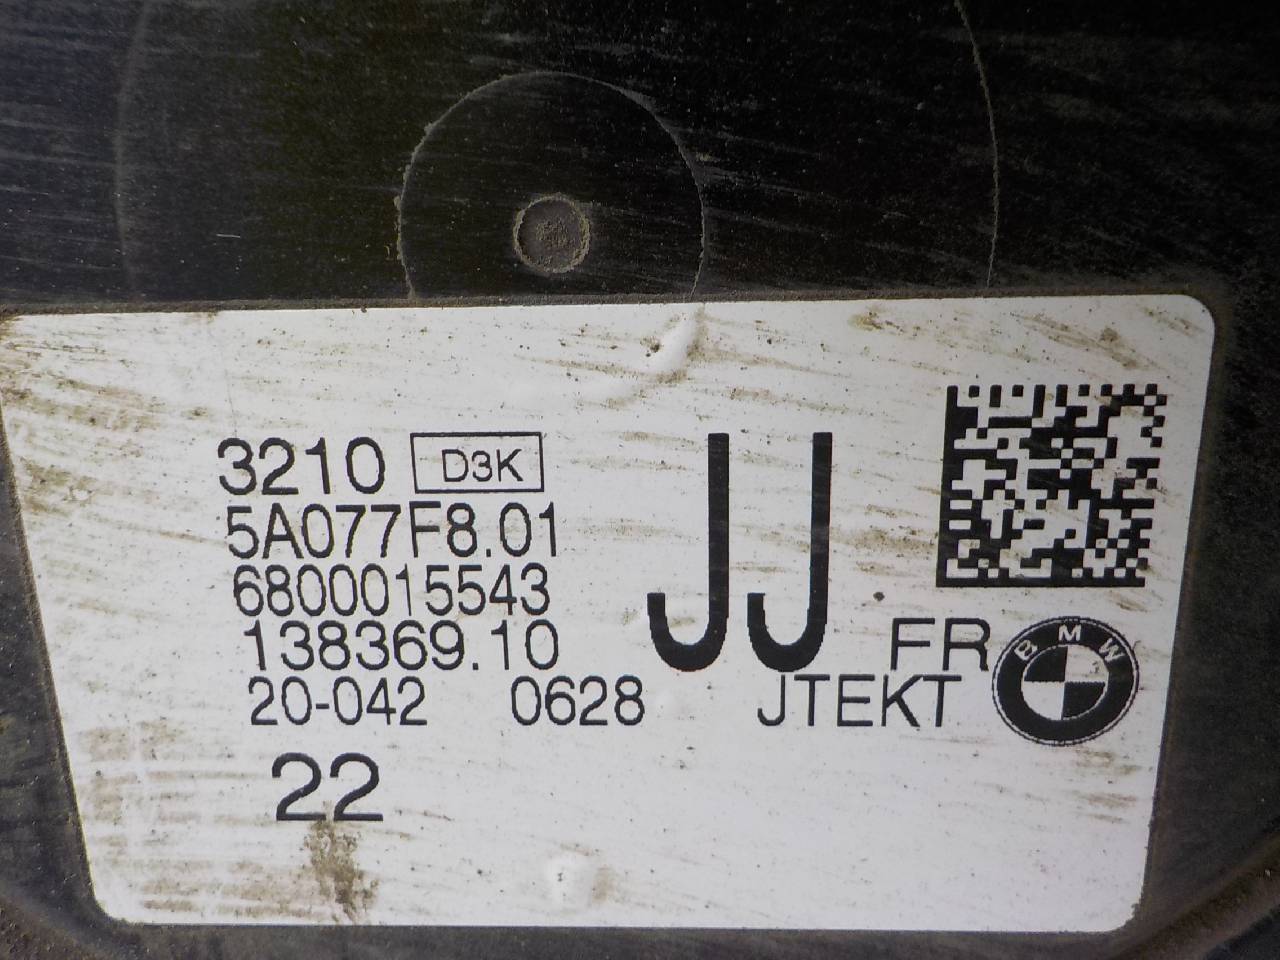 3210 D3K
5A077F8.01
6800015543
138369.10
20-042 0628
22
JJ
FR
JTEKT
BMW